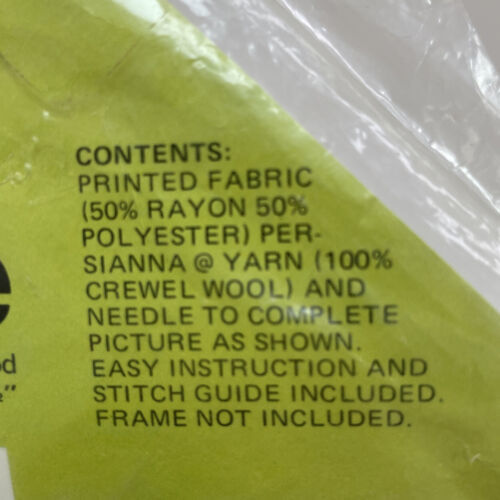 CONTENTS:
PRINTED FABRIC
(50% RAYON 50%
POLYESTER) PER-
SIANNA @ YARN (100%
CREWEL WOOL) AND
NEEDLE TO COMPLETE
PICTURE AS SHOWN.
EASY INSTRUCTION AND
STITCH GUIDE INCLUDED.
FRAME NOT INCLUDED.